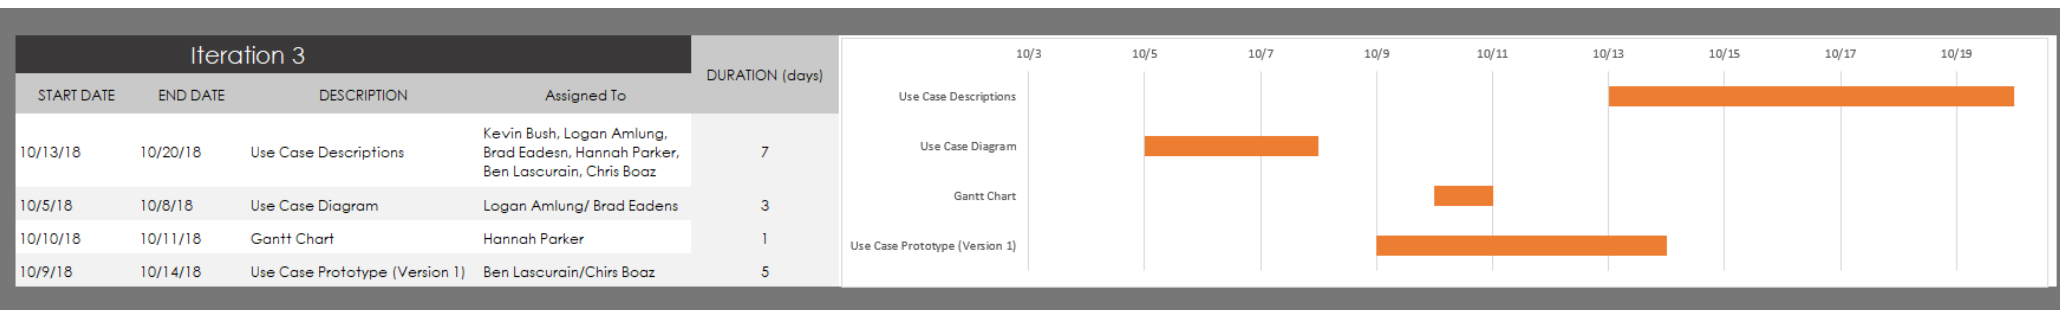 Iteration 3
DURATION (days)
START DATE END DATE DESCRIPTION Assigned To
10/13/18 10/20/18 Use Case Descriptions Kevin Bush, Logan Amlung,
Brad Eadesn, Hannah Parker,
Ben Lascurain, Chris Boaz 7
10/5/18 10/8/18 Use Case Diagram Logan Amlung/ Brad Eadens 3
10/10/18 10/11/18 Gantt Chart Hannah Parker 1
10/9/18 10/14/18 Use Case Prototype (Version 1) Ben Lascurain/Chirs Boaz 5
10/3 10/5 10/7 10/9 10/11 10/13 10/15 10/17 10/19
Use Case Descriptions
Use Case Diagram
Gantt Chart
Use Case Prototype (Version 1)